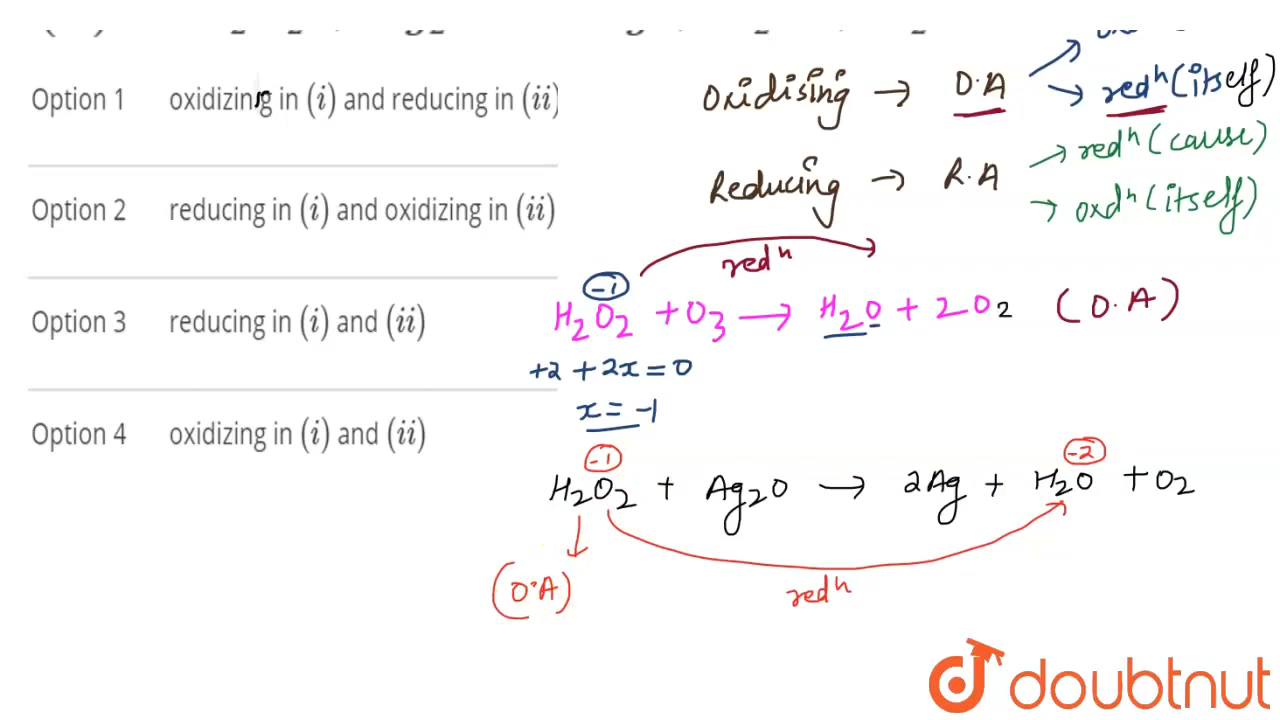 Option 1 oxidizing in (i) and reducing in (ii)
Option 2 reducing in (i) and oxidizing in (ii)
Option 3 reducing in (i) and (ii)
Option 4 oxidizing in (i) and (ii)
Oxidising → O.A → redⁿ (itself)
Reducing → R.A → redⁿ (cause)
→ oxdⁿ (itself)
redⁿ
-1
H₂O₂ + O₃ → H₂O + 2O₂ (O.A)
+2 + 2x = 0
x = -1
-1 -2
H₂O₂ + Ag₂O → 2Ag + H₂O + O₂
(O.A) redⁿ
doubtnut